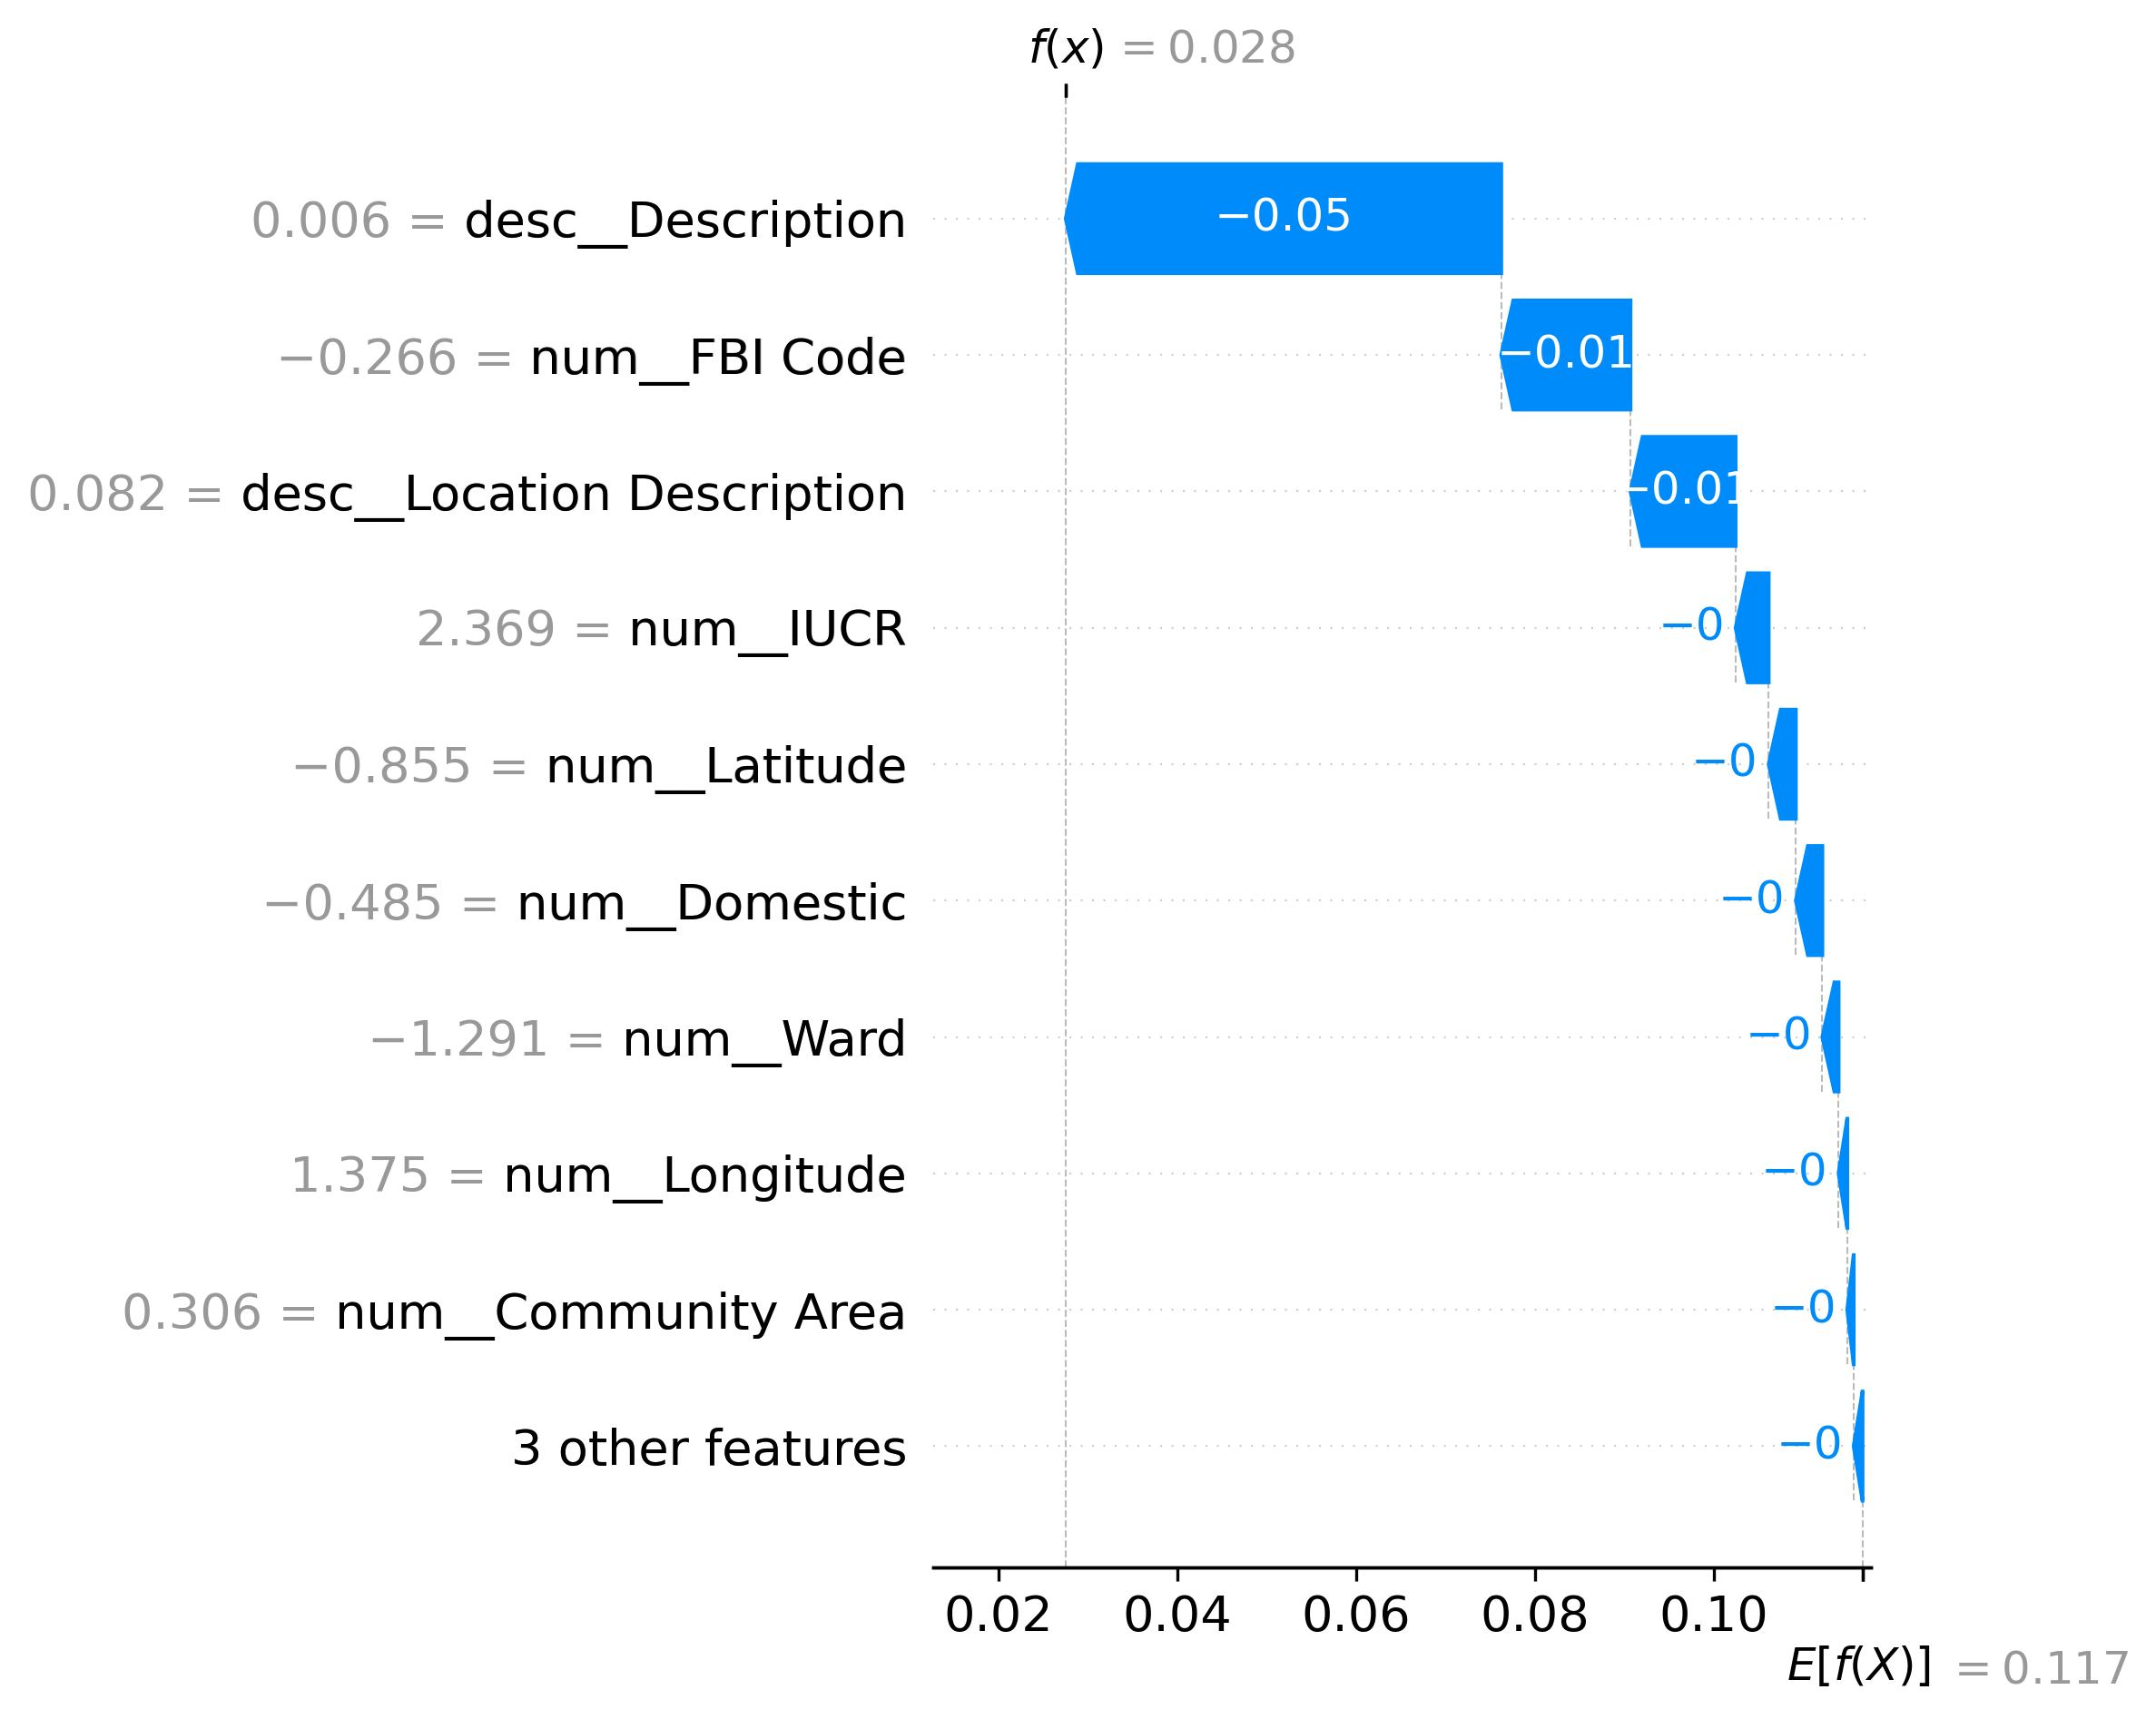 f(x) = 0.028
0.006 = desc__Description −0.05
−0.266 = num__FBI Code −0.01
0.082 = desc__Location Description −0.01
2.369 = num__IUCR −0
−0.855 = num__Latitude −0
−0.485 = num__Domestic −0
−1.291 = num__Ward −0
1.375 = num__Longitude −0
0.306 = num__Community Area −0
3 other features −0
0.02 0.04 0.06 0.08 0.10
E[f(X)] = 0.117